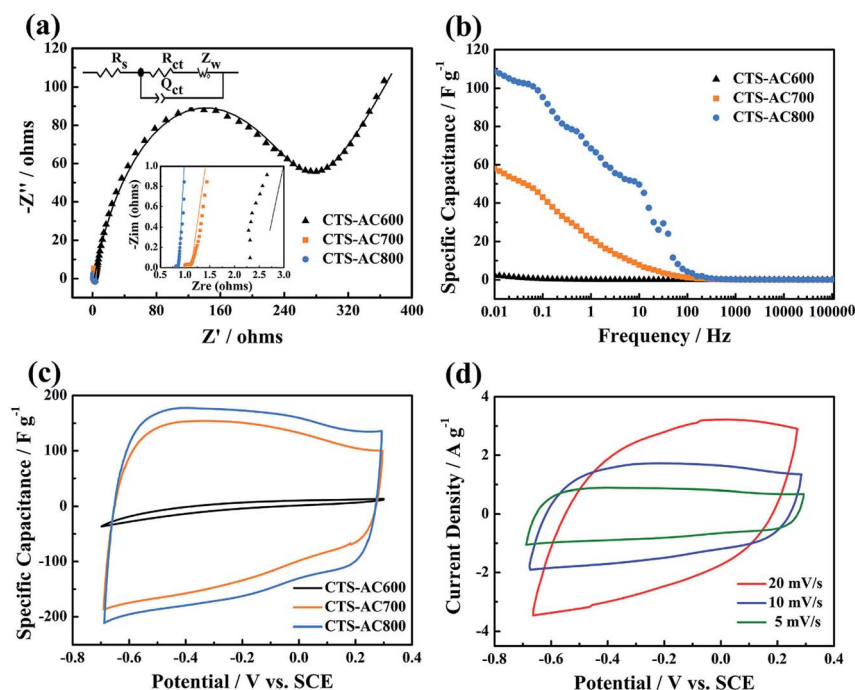 (a)
120
100
80
60
40
20
0
-Z'' / ohms
R_s
R_ct
Z_w
Q_ct
1.0
0.8
0.6
0.4
0.2
0.0
-Zim (ohms)
0.5 1.0 1.5 2.0 2.5 3.0
Zre (ohms)
CTS-AC600
CTS-AC700
CTS-AC800
0 80 160 240 320 400
Z' / ohms
(b)
120
100
80
60
40
20
0
Specific Capacitance / F g⁻¹
CTS-AC600
CTS-AC700
CTS-AC800
0.01 0.1 1 10 100 1000 10000 100000
Frequency / Hz
(c)
200
100
0
-100
-200
Specific Capacitance / F g⁻¹
CTS-AC600
CTS-AC700
CTS-AC800
-0.8 -0.6 -0.4 -0.2 0.0 0.2 0.4
Potential / V vs. SCE
(d)
4
2
0
-2
-4
Current Density / A g⁻¹
20 mV/s
10 mV/s
5 mV/s
-0.8 -0.6 -0.4 -0.2 0.0 0.2 0.4
Potential / V vs. SCE